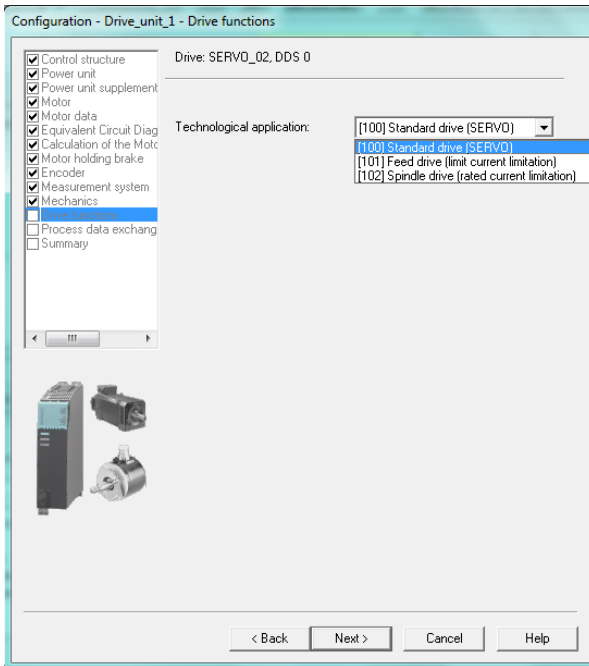 Configuration - Drive_unit_1 - Drive functions
Control structure
Power unit
Power unit supplement
Motor
Motor data
Equivalent Circuit Diag
Calculation of the Moto
Motor holding brake
Encoder
Measurement system
Mechanics
Drive functions
Process data exchang
Summary
Drive: SERVO_02, DDS 0
Technological application:
[100] Standard drive (SERVO)
[100] Standard drive (SERVO)
[101] Feed drive (limit current limitation)
[102] Spindle drive (rated current limitation)
< Back
Next >
Cancel
Help